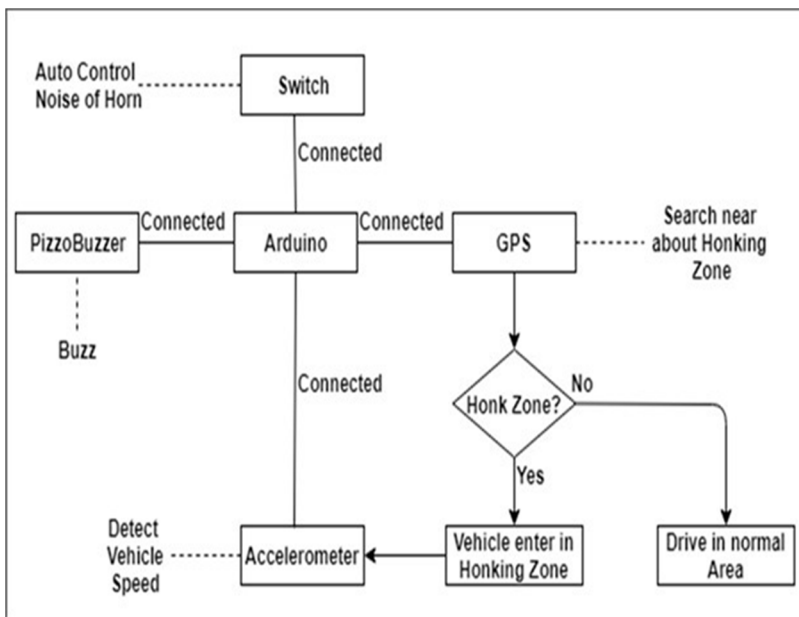 Auto Control
Noise of Horn
Switch
Connected
PizzoBuzzer
Connected
Arduino
Connected
GPS
Search near
about Honking
Zone
Buzz
Connected
Honk Zone?
No
Yes
Detect
Vehicle
Speed
Accelerometer
Vehicle enter in
Honking Zone
Drive in normal
Area